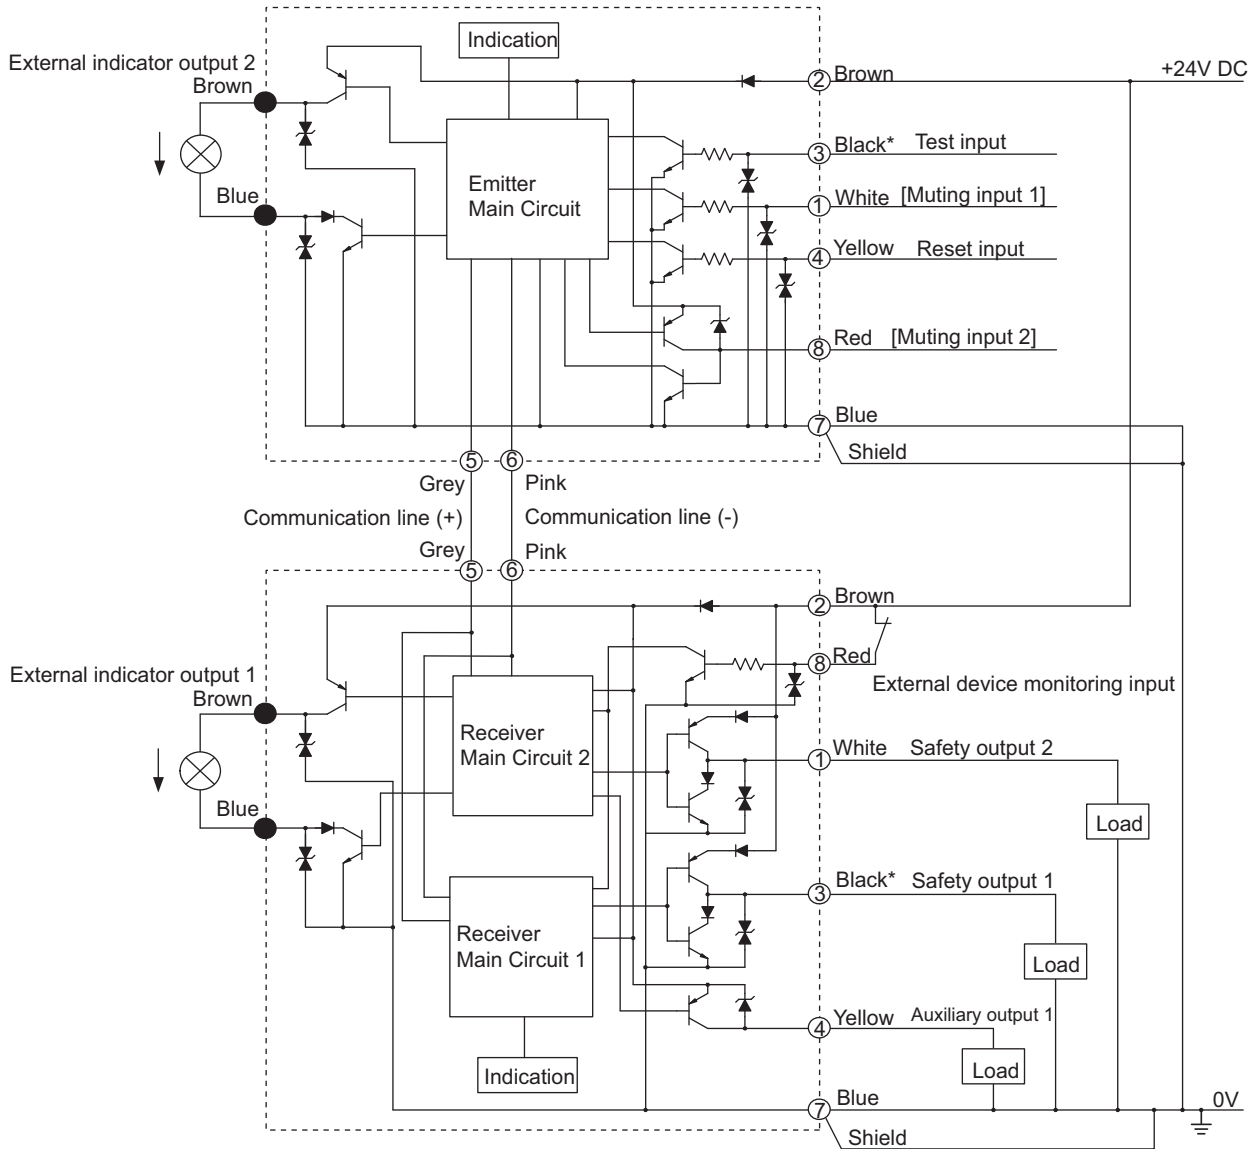 Indication
External indicator output 2
Brown
2 Brown
+24V DC
3 Black* Test input
Emitter
Main Circuit
1 White [Muting input 1]
Blue
4 Yellow Reset input
8 Red [Muting input 2]
7 Blue
Shield
5 6
Grey Pink
Communication line (+) Communication line (-)
Grey Pink
5 6
2 Brown
8 Red
External device monitoring input
External indicator output 1
Brown
Receiver
Main Circuit 2
1 White Safety output 2
Blue
Load
3 Black* Safety output 1
Receiver
Main Circuit 1
Load
4 Yellow Auxiliary output 1
Indication
Load
7 Blue
0V
Shield